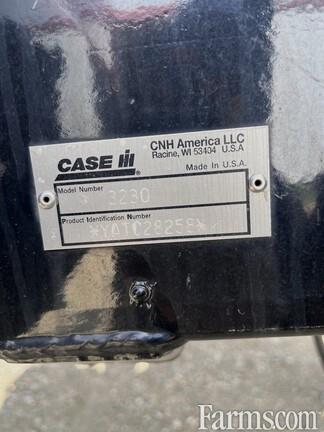 CNH America LLC
Racine, WI 53404 U.S.A
Made in U.S.A.
CASE IH
Model Number
3230
Product Identification Number
Farms.com®